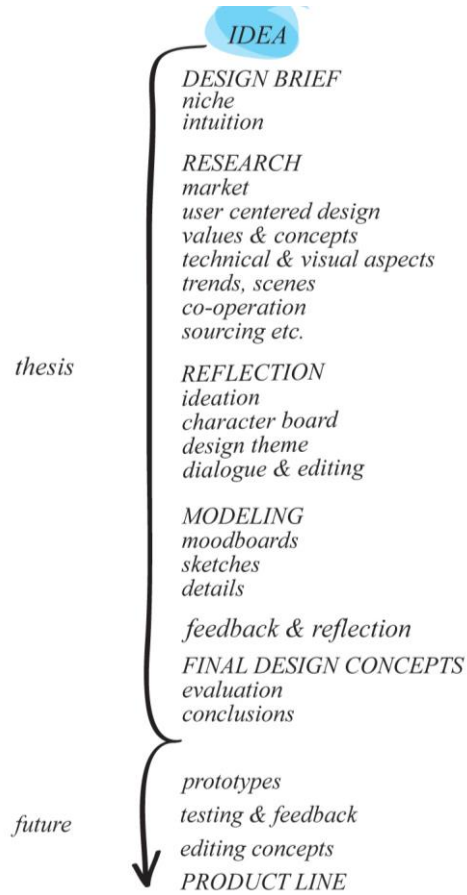 IDEA
DESIGN BRIEF
niche
intuition
RESEARCH
market
user centered design
values & concepts
technical & visual aspects
trends, scenes
co-operation
sourcing etc.
thesis
REFLECTION
ideation
character board
design theme
dialogue & editing
MODELING
moodboards
sketches
details
feedback & reflection
FINAL DESIGN CONCEPTS
evaluation
conclusions
prototypes
future
testing & feedback
editing concepts
PRODUCT LINE